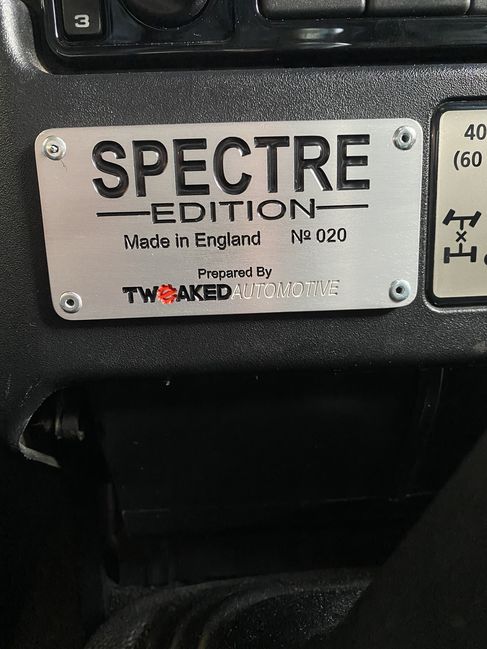 3
SPECTRE
EDITION
Made in England № 020
Prepared By
TWEAKED AUTOMOTIVE
40
(60